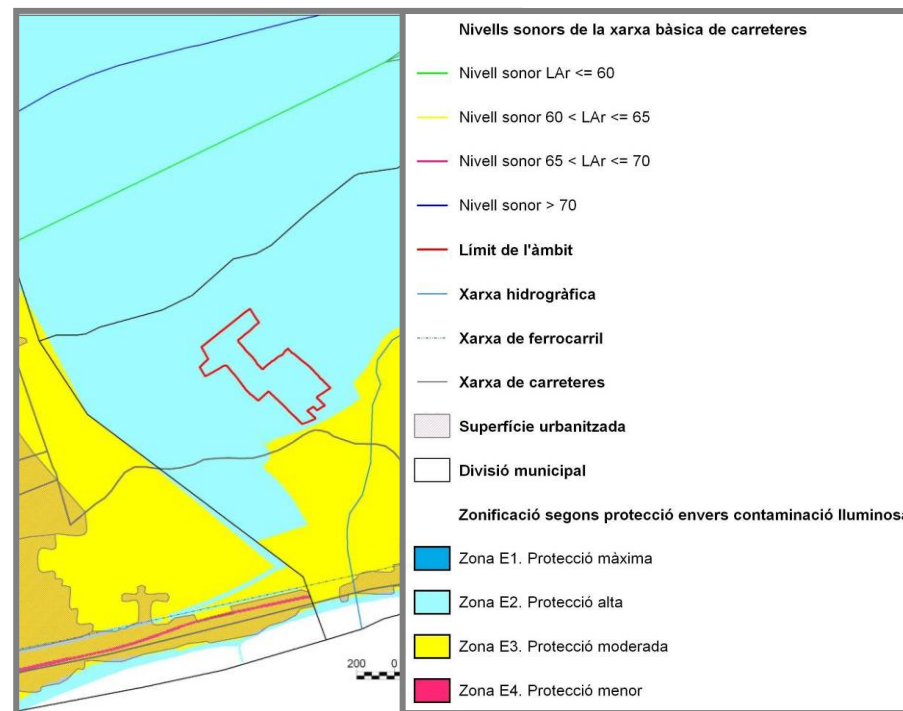 Nivells sonors de la xarxa bàsica de carreteres
Nivell sonor LAr <= 60
Nivell sonor 60 < LAr <= 65
Nivell sonor 65 < LAr <= 70
Nivell sonor > 70
Límit de l'àmbit
Xarxa hidrogràfica
Xarxa de ferrocarril
Xarxa de carreteres
Superfície urbanitzada
Divisió municipal
Zonificació segons protecció envers contaminació lluminosa
Zona E1. Protecció màxima
Zona E2. Protecció alta
Zona E3. Protecció moderada
Zona E4. Protecció menor
200 0